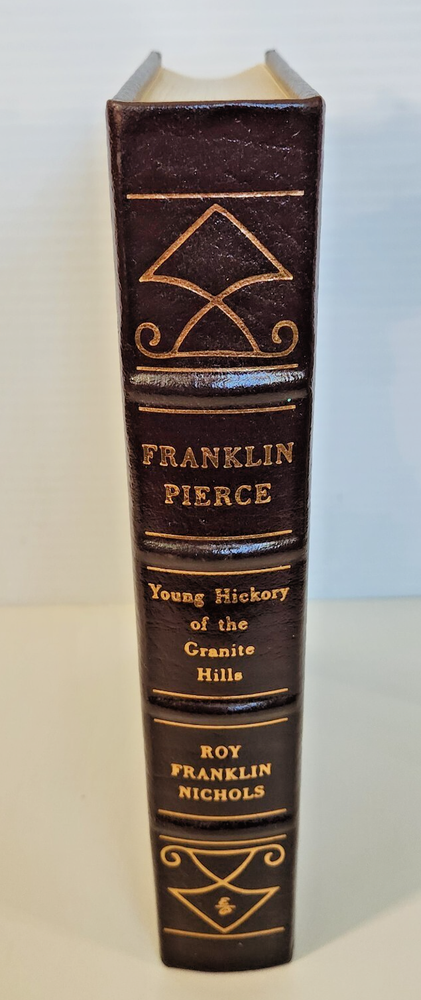 FRANKLIN
PIERCE
Young Hickory
of the
Granite
Hills
ROY
FRANKLIN
NICHOLS